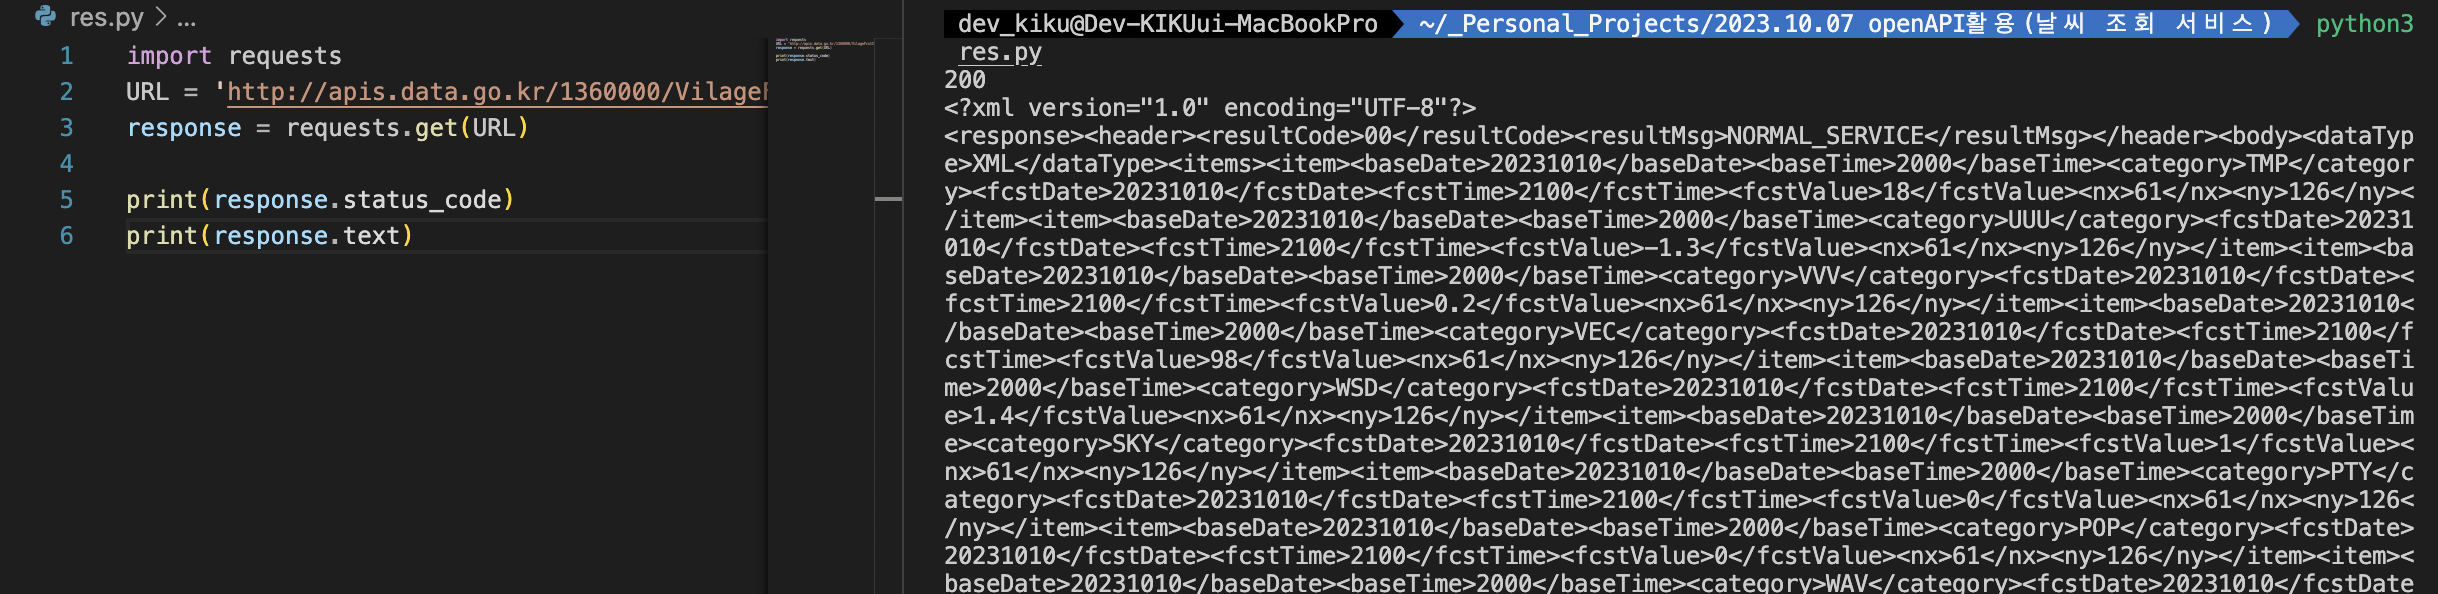 res.py > ...
1 import requests
2 URL = 'http://apis.data.go.kr/1360000/VilageF
3 response = requests.get(URL)
4
5 print(response.status_code)
6 print(response.text)
dev_kiku@Dev-KIKUui-MacBookPro ~/_Personal_Projects/2023.10.07 openAPI활용(날씨 조회 서비스) python3
res.py
200
<?xml version="1.0" encoding="UTF-8"?>
<response><header><resultCode>00</resultCode><resultMsg>NORMAL_SERVICE</resultMsg></header><body><dataTyp
e>XML</dataType><items><item><baseDate>20231010</baseDate><baseTime>2000</baseTime><category>TMP</categor
y><fcstDate>20231010</fcstDate><fcstTime>2100</fcstTime><fcstValue>18</fcstValue><nx>61</nx><ny>126</ny><
/item><item><baseDate>20231010</baseDate><baseTime>2000</baseTime><category>UUU</category><fcstDate>20231
010</fcstDate><fcstTime>2100</fcstTime><fcstValue>-1.3</fcstValue><nx>61</nx><ny>126</ny></item><item><ba
seDate>20231010</baseDate><baseTime>2000</baseTime><category>VVV</category><fcstDate>20231010</fcstDate><
fcstTime>2100</fcstTime><fcstValue>0.2</fcstValue><nx>61</nx><ny>126</ny></item><item><baseDate>20231010<
/baseDate><baseTime>2000</baseTime><category>VEC</category><fcstDate>20231010</fcstDate><fcstTime>2100</f
cstTime><fcstValue>98</fcstValue><nx>61</nx><ny>126</ny></item><item><baseDate>20231010</baseDate><baseTi
me>2000</baseTime><category>WSD</category><fcstDate>20231010</fcstDate><fcstTime>2100</fcstTime><fcstValu
e>1.4</fcstValue><nx>61</nx><ny>126</ny></item><item><baseDate>20231010</baseDate><baseTime>2000</baseTim
e><category>SKY</category><fcstDate>20231010</fcstDate><fcstTime>2100</fcstTime><fcstValue>1</fcstValue><
nx>61</nx><ny>126</ny></item><item><baseDate>20231010</baseDate><baseTime>2000</baseTime><category>PTY</c
ategory><fcstDate>20231010</fcstDate><fcstTime>2100</fcstTime><fcstValue>0</fcstValue><nx>61</nx><ny>126<
/ny></item><item><baseDate>20231010</baseDate><baseTime>2000</baseTime><category>POP</category><fcstDate>
20231010</fcstDate><fcstTime>2100</fcstTime><fcstValue>0</fcstValue><nx>61</nx><ny>126</ny></item><item><
baseDate>20231010</baseDate><baseTime>2000</baseTime><category>WAV</category><fcstDate>20231010</fcstDate